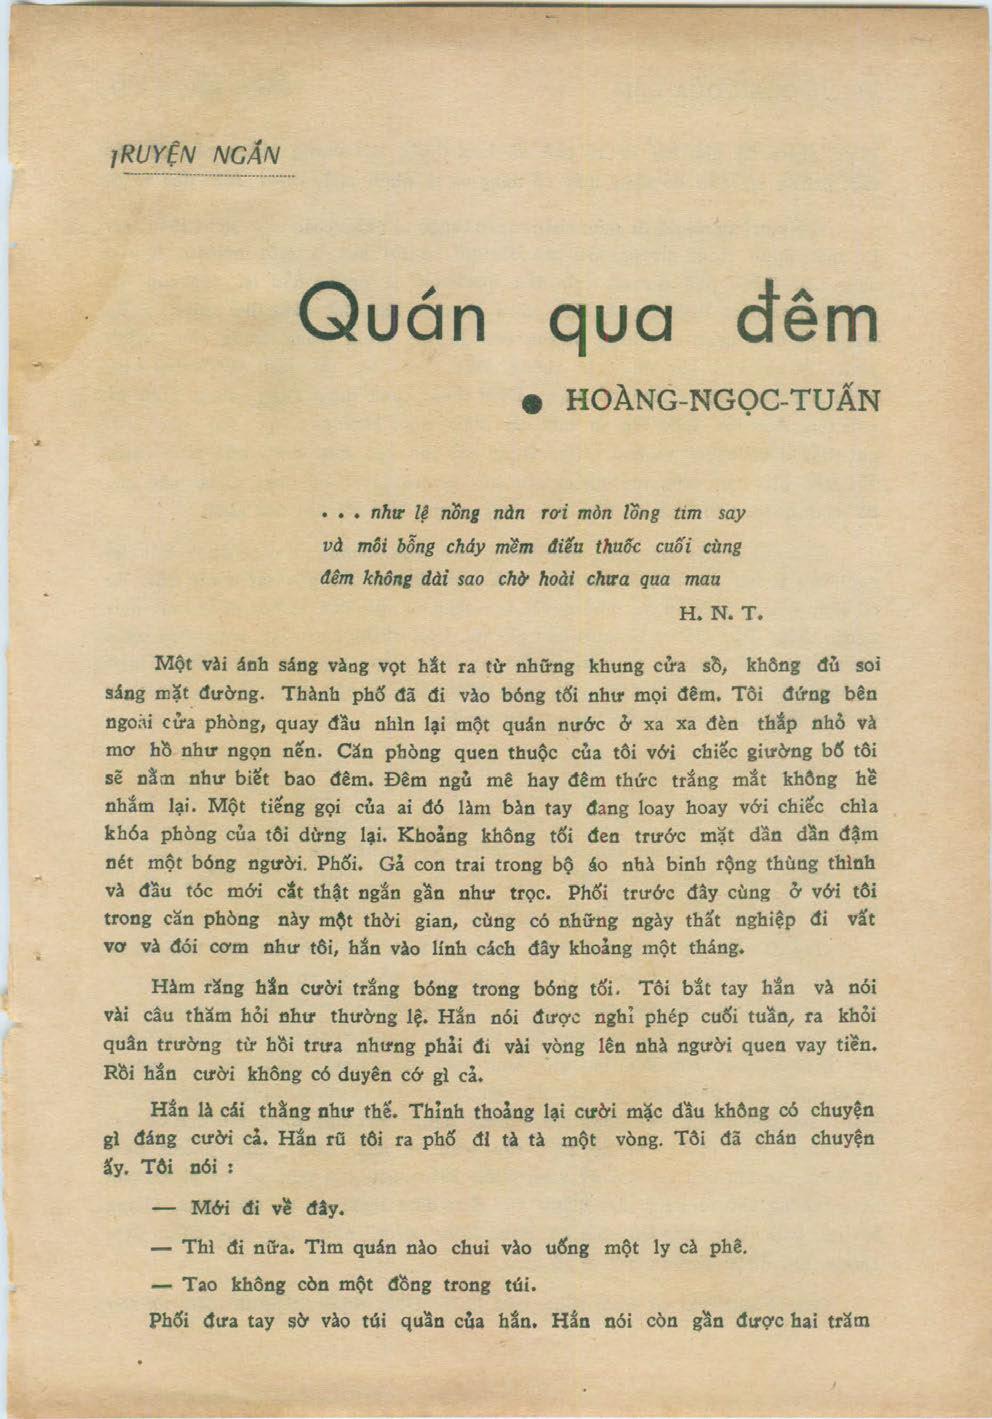 TRUYỆN NGẮN
Quán qua đêm
● HOÀNG-NGỌC-TUẤN
... như lệ nồng nàn rơi mòn lồng tim say
và môi bỗng cháy mềm điếu thuốc cuối cùng
đêm không dài sao chờ hoài chưa qua mau
H. N. T.
Một vài ánh sáng vàng vọt hắt ra từ những khung cửa sổ, không đủ soi
sáng mặt đường. Thành phố đã đi vào bóng tối như mọi đêm. Tôi đứng bên
ngoài cửa phòng, quay đầu nhìn lại một quán nước ở xa xa đèn thắp nhỏ và
mơ hồ như ngọn nến. Căn phòng quen thuộc của tôi với chiếc giường bố tôi
sẽ nằm như biết bao đêm. Đêm ngủ mê hay đêm thức trắng mắt không hề
nhắm lại. Một tiếng gọi của ai đó làm bàn tay đang loay hoay với chiếc chìa
khóa phòng của tôi dừng lại. Khoảng không tối đen trước mặt dần dần đậm
nét một bóng người. Phối. Gả con trai trong bộ áo nhà binh rộng thùng thình
và đầu tóc mới cắt thật ngắn gần như trọc. Phối trước đây cùng ở với tôi
trong căn phòng này một thời gian, cùng có những ngày thất nghiệp đi vất
vơ và đói cơm như tôi, hắn vào lính cách đây khoảng một tháng.
Hàm răng hắn cười trắng bóng trong bóng tối. Tôi bắt tay hắn và nói
vài câu thăm hỏi như thường lệ. Hắn nói được nghỉ phép cuối tuần, ra khỏi
quân trường từ hồi trưa nhưng phải đi vài vòng lên nhà người quen vay tiền.
Rồi hắn cười không có duyên cớ gì cả.
Hắn là cái thằng như thế. Thỉnh thoảng lại cười mặc dầu không có chuyện
gì đáng cười cả. Hắn rũ tôi ra phố đi tà tà một vòng. Tôi đã chán chuyện
ấy. Tôi nói :
— Mới đi về đây.
— Thì đi nữa. Tìm quán nào chui vào uống một ly cà phê.
— Tao không còn một đồng trong túi.
Phối đưa tay sờ vào túi quần của hắn. Hắn nói còn gần được hai trăm